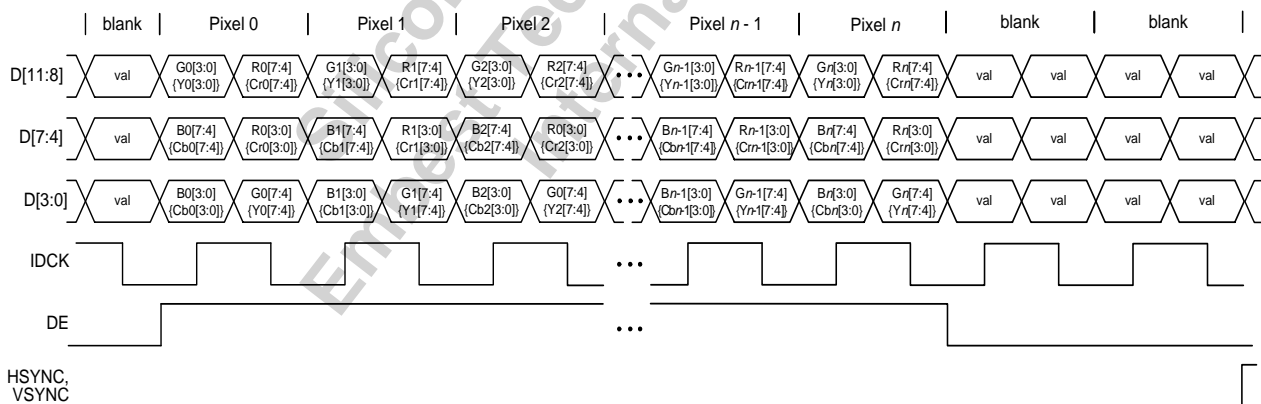 blank Pixel 0 Pixel 1 Pixel 2 Pixel n - 1 Pixel n blank blank
D[11:8] val G0[3:0] R0[7:4] G1[3:0] R1[7:4] G2[3:0] R2[7:4] ••• Gn-1[3:0] Rn-1[7:4] Gn[3:0] Rn[7:4] val val val val
{Y0[3:0]} {Cr0[7:4]} {Y1[3:0]} {Cr1[7:4]} {Y2[3:0]} {Cr2[7:4]} {Yn-1[3:0]} {Crn-1[7:4]} {Yn[3:0]} {Crn[7:4]}
D[7:4] val B0[7:4] R0[3:0] B1[7:4] R1[3:0] B2[7:4] R0[3:0] ••• Bn-1[7:4] Rn-1[3:0] Bn[7:4] Rn[3:0] val val val val
{Cb0[7:4]} {Cr0[3:0]} {Cb1[7:4]} {Cr1[3:0]} {Cb2[7:4]} {Cr2[3:0]} {Cbn-1[7:4]} {Crn-1[3:0]} {Cbn[7:4]} {Crn[3:0]}
D[3:0] val B0[3:0] G0[7:4] B1[3:0] G1[7:4] B2[3:0] G0[7:4] ••• Bn-1[3:0] Gn-1[7:4] Bn[3:0] Gn[7:4] val val val val
{Cb0[3:0]} {Y0[7:4]} {Cb1[3:0]} {Y1[7:4]} {Cb2[3:0]} {Y2[7:4]} {Cbn-1[3:0]} {Yn-1[7:4]} {Cbn[3:0} {Yn[7:4]}
IDCK •••
DE •••
HSYNC,
VSYNC
Silicon
Embest Tec
Interna